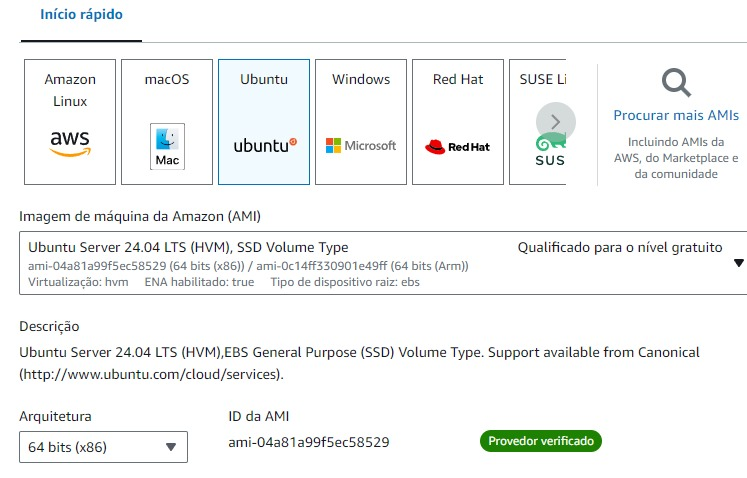 Início rápido
Amazon
Linux
aws
macOS
Mac
Ubuntu
ubuntu
Windows
Microsoft
Red Hat
Red Hat
SUSE Li
SUS
Procurar mais AMIs
Incluindo AMIs da
AWS, do Marketplace e
da comunidade
Imagem de máquina da Amazon (AMI)
Ubuntu Server 24.04 LTS (HVM), SSD Volume Type
Qualificado para o nível gratuito
ami-04a81a99f5ec58529 (64 bits (x86)) / ami-0c14ff330901e49ff (64 bits (Arm))
Virtualização: hvm ENA habilitado: true Tipo de dispositivo raiz: ebs
Descrição
Ubuntu Server 24.04 LTS (HVM),EBS General Purpose (SSD) Volume Type. Support available from Canonical
(http://www.ubuntu.com/cloud/services).
Arquitetura
ID da AMI
64 bits (x86)
ami-04a81a99f5ec58529
Provedor verificado